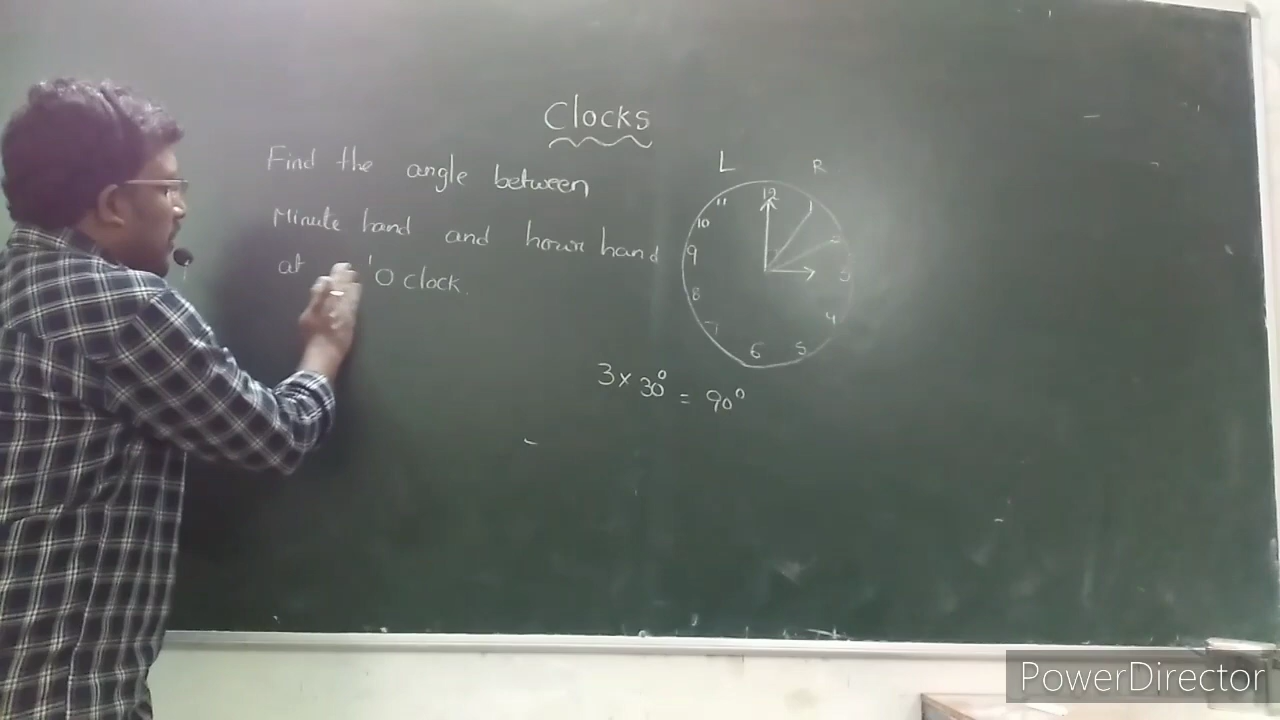 Clocks
Find the angle between
Minute hand and hour hand
at 'O clock.
L R
12
11 1
10 2
9 3
8 4
7 5
6
3 x 30° = 90°
PowerDirector